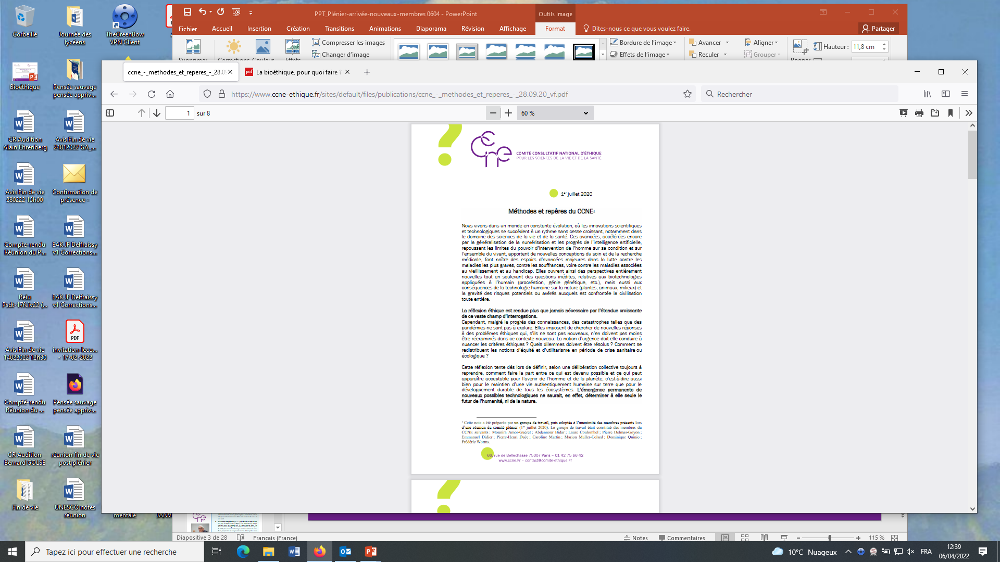 PPT_Plénier-arrivée-nouveaux-membres 0604 - PowerPoint
Outils Image
Fichier
Accueil
Insertion
Création
Transitions
Animations
Diaporama
Révision
Affichage
Format
Dites-nous ce que vous voulez faire.
Partager
Compresser les images
Changer d'image
Bordure de l'image
Effets de l'image
Avancer
Reculer
Aligner
Grouper
Hauteur :
11,8 cm
Corbeille
Journée des
lycéens
TheGreenBow
VPN Client
Bioéthique
Pensée sauvage
pensée appriv...
CR Audition
Alain Ehrenberg
Avis Fin de vie
24012022 GA_...
Avis Fin de vie
280222 15h00
Confirmation de
présence -
Compte-rendu
Réunion du P...
EAKJF Delfraissy
v1 Corrections...
Réiu
Psdt-17feiv22 (...
EAKJF Delfraissy
v1 Corrections...
Avis Fin de vie
14022022 12h30
PDF
invitation-leco...
- 17-02-2022
Compté-rendu
Réunion du ...
Pensée sauvage
pensée appriv...
CR Audition
Bernard GOLSE
réunion fin de vie
post plénier
Fin de vie
UNESCO notes
réunion
mentale
JANV
ccne_-_methodes_et_reperes_-_28.09
La bioéthique, pour quoi faire ?
https://www.ccne-ethique.fr/sites/default/files/publications/ccne_-_methodes_et_reperes_-_28.09.20_vf.pdf
Rechercher
1
sur 8
60 %
ccne
COMITÉ CONSULTATIF NATIONAL D'ÉTHIQUE
POUR LES SCIENCES DE LA VIE ET DE LA SANTÉ
1er juillet 2020
Méthodes et repères du CCNE1
Nous vivons dans un monde en constante évolution, où les innovations scientifiques
et technologiques se succèdent à un rythme sans cesse croissant, notamment dans
le domaine des sciences de la vie et de la santé. Ces avancées, accélérées encore
par la généralisation de la numérisation et les progrès de l'intelligence artificielle,
repoussent les limites du pouvoir d'intervention de l'homme sur sa condition et sur
l'ensemble du vivant, apportent de nouvelles conceptions du soin et de la recherche
médicale, font naître des espoirs d'avancées majeures dans la lutte contre les
maladies les plus graves, contre les souffrances, voire contre les maladies associées
au vieillissement et au handicap. Elles ouvrent ainsi des perspectives entièrement
nouvelles tout en soulevant des questions inédites, relatives aux biotechnologies
appliquées à l'humain (procréation, génie génétique, etc.), mais aussi aux
conséquences de la technologie humaine sur la nature (plantes, animaux, milieux) et
la gravité des risques potentiels ou avérés auxquels est confrontée la civilisation
toute entière.
La réflexion éthique est rendue plus que jamais nécessaire par l'étendue croissante
de ce vaste champ d'interrogations.
Cependant, malgré le progrès des connaissances, des catastrophes telles que des
pandémies ne sont pas à exclure. Elles imposent de chercher de nouvelles réponses
à des problèmes éthiques qui, s'ils ne sont pas nouveaux, n'en doivent pas moins
être réexaminés dans ce contexte nouveau. La notion d'urgence doit-elle conduire à
nuancer les critères éthiques ? Quels dilemmes doivent être résolus ? Comment se
redistribuent les notions d'équité et d'utilitarisme en période de crise sanitaire ou
écologique ?
Cette réflexion tente dès lors de définir, selon une délibération collective toujours à
reprendre, comment faire la part entre ce qui est devenu possible et ce qui peut
apparaître acceptable pour l'avenir de l'homme et de la planète, c'est-à-dire aussi
bien pour le maintien d'une vie authentiquement humaine sur terre que pour le
développement durable de tous les écosystèmes. L'émergence permanente de
nouveaux possibles technologiques ne saurait, en effet, déterminer à elle seule le
futur de l'humanité, ni de la nature.
1 Cette note a été préparée par un groupe de travail, puis adoptée à l'unanimité des membres présents lors
d'une réunion du comité plénier (1er juillet 2020). Le groupe de travail était constitué des membres du
CCNE suivants : Mounira Amor-Guéret ; Abdennour Bidar ; Laure Coulombel ; Pierre Delmas-Goyon ;
Emmanuel Didier ; Pierre-Henri Duée ; Caroline Martin ; Marion Muller-Colard ; Dominique Quinio ;
Frédéric Worms.
66, rue de Bellechasse 75007 Paris – 01 42 75 66 42
www.ccne.Fr – contact@comite-ethique.Fr
Diapositive 3 de 28
Français (France)
Notes
Commentaires
115 %
Tapez ici pour effectuer une recherche
10°C Nuageux
FRA
12:39
06/04/2022